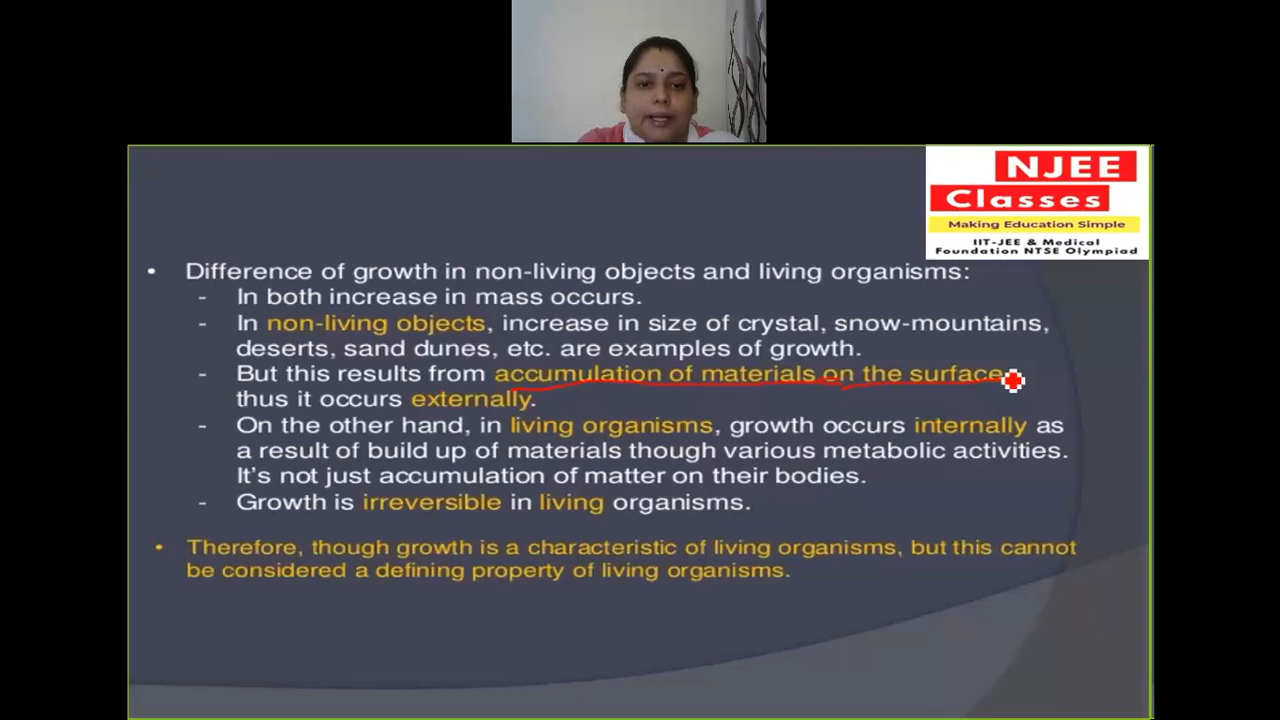 NJEE
Classes
Making Education Simple
IIT-JEE & Medical
Foundation NTSE Olympiad
• Difference of growth in non-living objects and living organisms:
- In both increase in mass occurs.
- In non-living objects, increase in size of crystal, snow-mountains,
deserts, sand dunes, etc. are examples of growth.
- But this results from accumulation of materials on the surface
thus it occurs externally.
- On the other hand, in living organisms, growth occurs internally as
a result of build up of materials though various metabolic activities.
It's not just accumulation of matter on their bodies.
- Growth is irreversible in living organisms.
• Therefore, though growth is a characteristic of living organisms, but this cannot
be considered a defining property of living organisms.